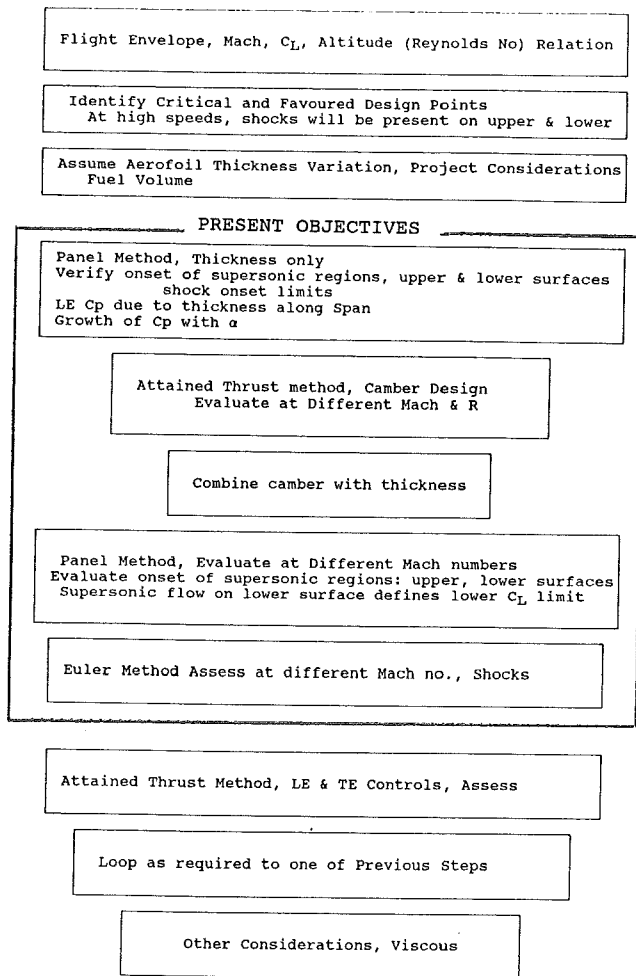 Flight Envelope, Mach, CL, Altitude (Reynolds No) Relation
Identify Critical and Favoured Design Points
At high speeds, shocks will be present on upper & lower
Assume Aerofoil Thickness Variation, Project Considerations
Fuel Volume
PRESENT OBJECTIVES
Panel Method, Thickness only
Verify onset of supersonic regions, upper & lower surfaces
shock onset limits
LE Cp due to thickness along Span
Growth of Cp with α
Attained Thrust method, Camber Design
Evaluate at Different Mach & R
Combine camber with thickness
Panel Method, Evaluate at Different Mach numbers
Evaluate onset of supersonic regions: upper, lower surfaces
Supersonic flow on lower surface defines lower CL limit
Euler Method Assess at different Mach no., Shocks
Attained Thrust Method, LE & TE Controls, Assess
Loop as required to one of Previous Steps
Other Considerations, Viscous